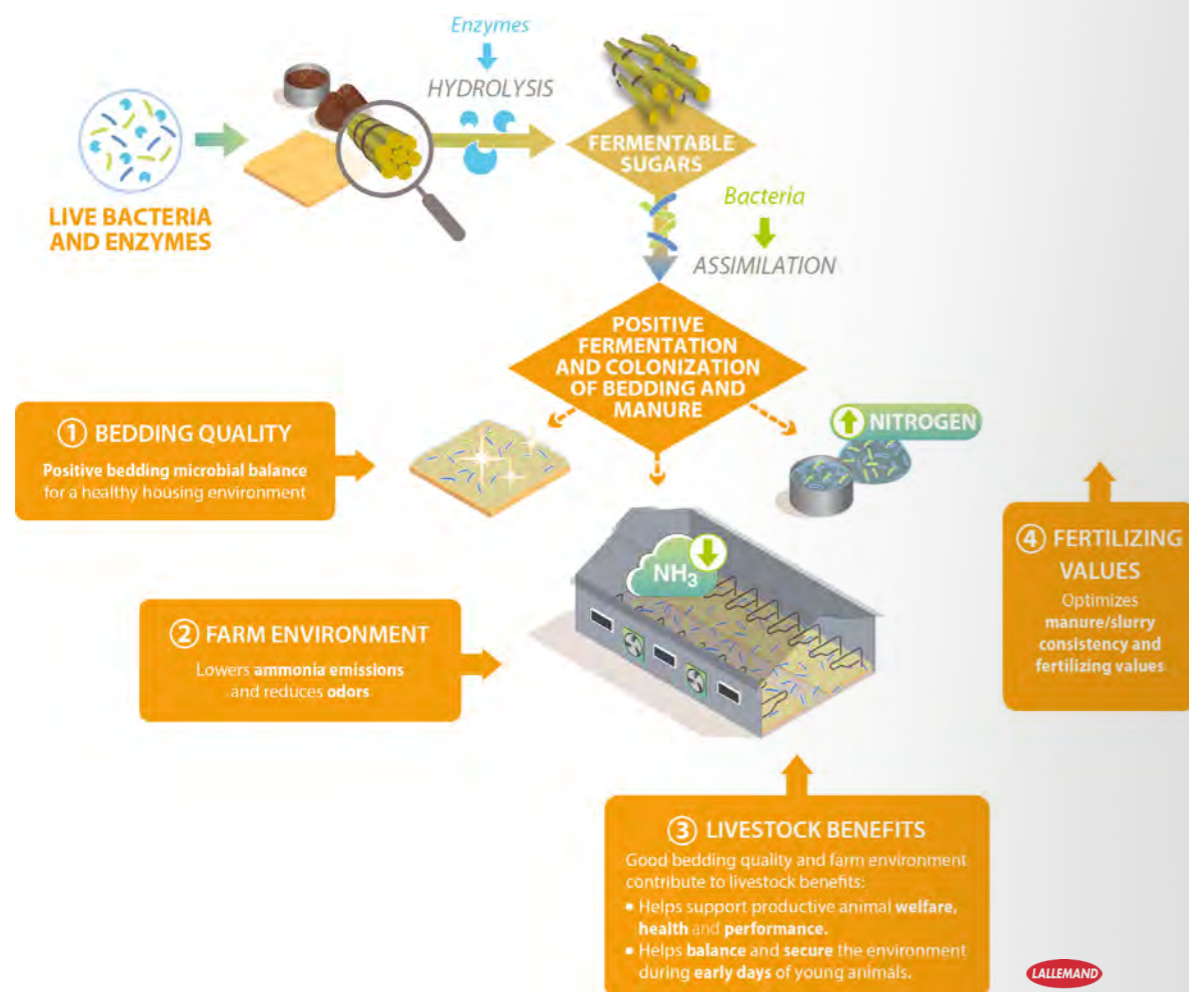 Enzymes
HYDROLYSIS
LIVE BACTERIA
AND ENZYMES
FERMENTABLE
SUGARS
Bacteria
ASSIMILATION
POSITIVE
FERMENTATION
AND COLONIZATION
OF BEDDING AND
MANURE
1 BEDDING QUALITY
Positive bedding microbial balance
for a healthy housing environment
NITROGEN
NH3
2 FARM ENVIRONMENT
Lowers ammonia emissions
and reduces odors
4 FERTILIZING
VALUES
Optimizes
manure/slurry
consistency and
fertilizing values
3 LIVESTOCK BENEFITS
Good bedding quality and farm environment
contribute to livestock benefits:
• Helps support productive animal welfare,
health and performance.
• Helps balance and secure the environment
during early days of young animals.
LALLEMAND